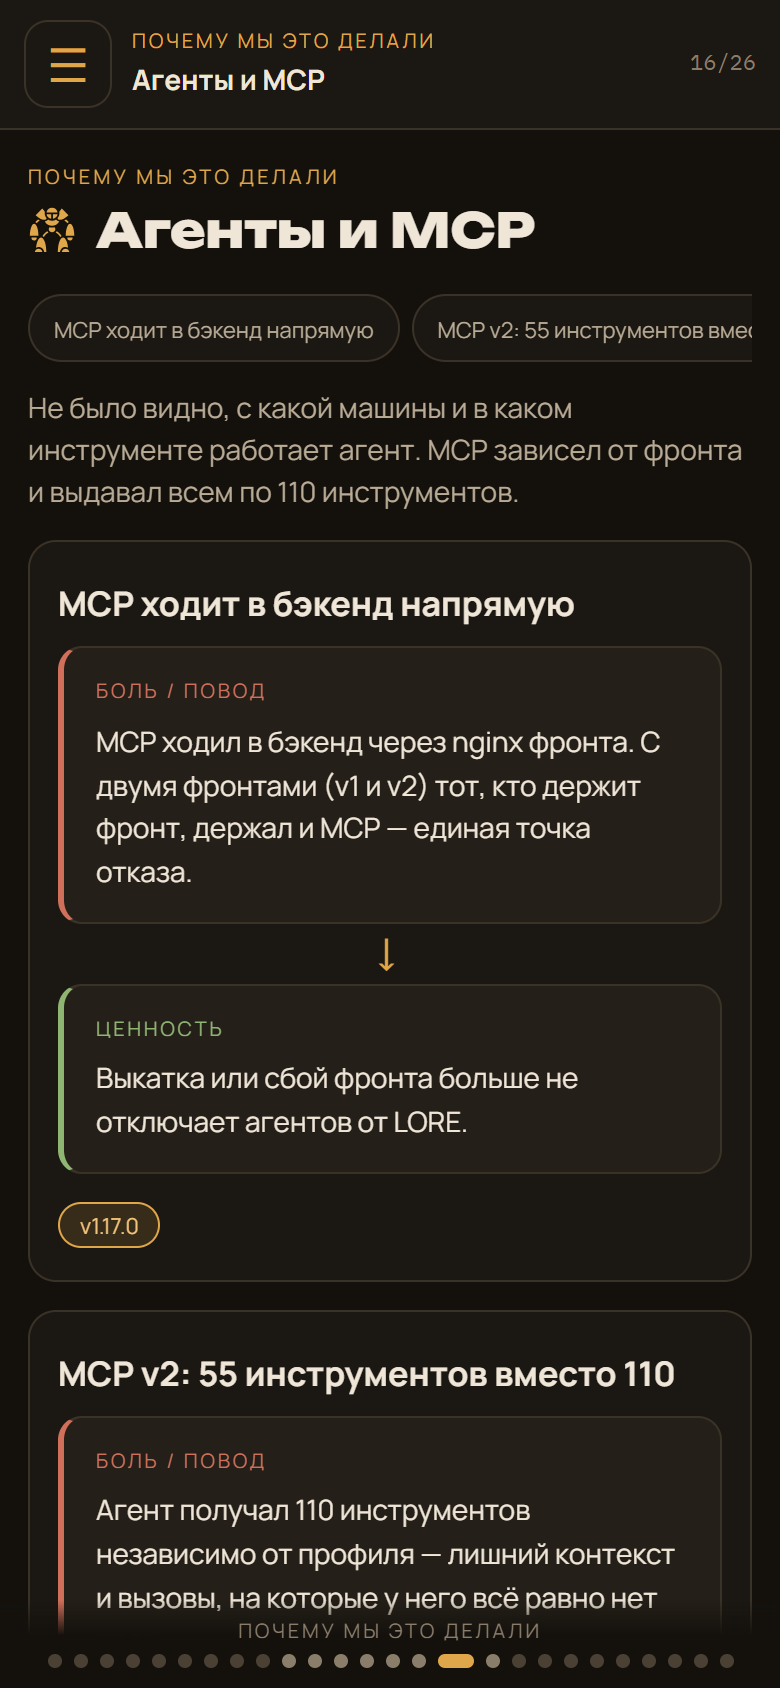 ПОЧЕМУ МЫ ЭТО ДЕЛАЛИ
Агенты и MCP
16/26
ПОЧЕМУ МЫ ЭТО ДЕЛАЛИ
Агенты и MCP
MCP ходит в бэкенд напрямую
MCP v2: 55 инструментов вмес
Не было видно, с какой машины и в каком
инструменте работает агент. MCP зависел от фронта
и выдавал всем по 110 инструментов.
MCP ходит в бэкенд напрямую
БОЛЬ / ПОВОД
MCP ходил в бэкенд через nginx фронта. С
двумя фронтами (v1 и v2) тот, кто держит
фронт, держал и MCP — единая точка
отказа.
↓
ЦЕННОСТЬ
Выкатка или сбой фронта больше не
отключает агентов от LORE.
v1.17.0
MCP v2: 55 инструментов вместо 110
БОЛЬ / ПОВОД
Агент получал 110 инструментов
независимо от профиля — лишний контекст
и вызовы, на которые у него всё равно нет
ПОЧЕМУ МЫ ЭТО ДЕЛАЛИ